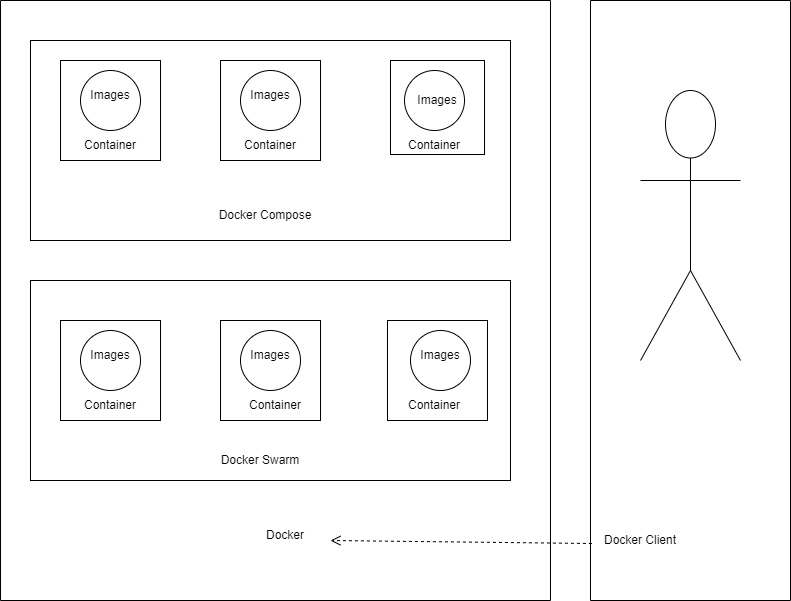 Images
Images
Images
Container
Container
Container
Docker Compose
Images
Images
Images
Container
Container
Container
Docker Swarm
Docker
Docker Client